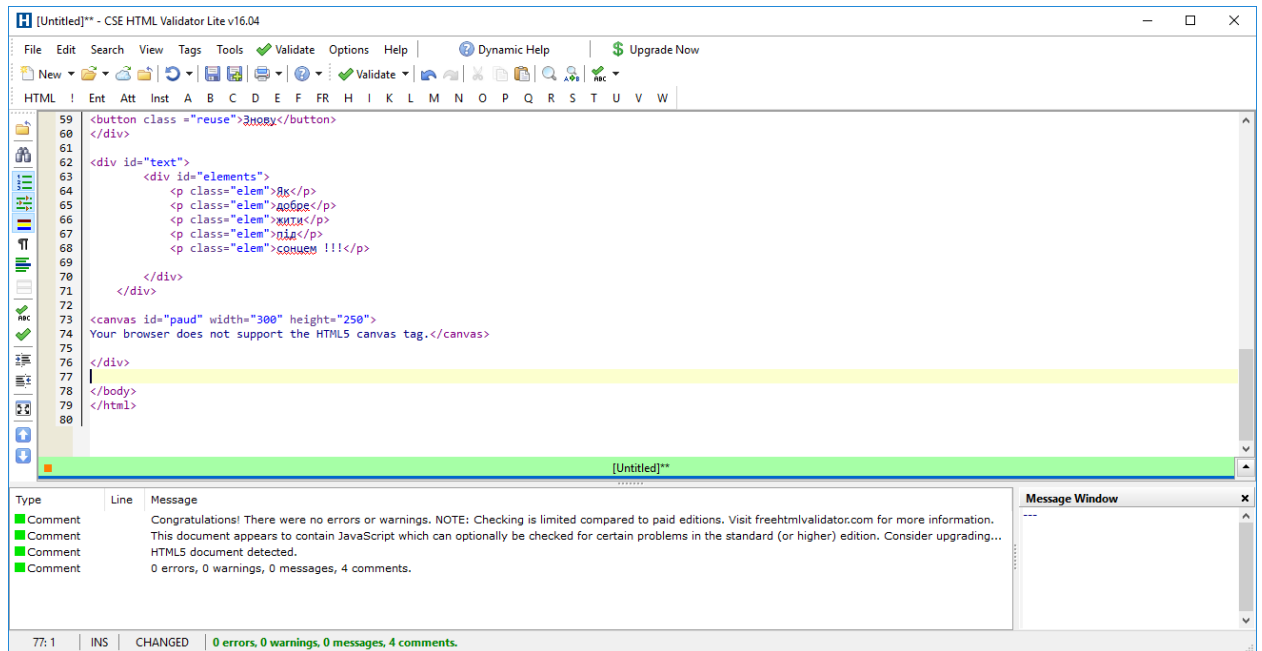 [Untitled]** - CSE HTML Validator Lite v16.04
File Edit Search View Tags Tools Validate Options Help Dynamic Help $ Upgrade Now
New Validate ABC
HTML ! Ent Att Inst A B C D E F FR H I K L M N O P Q R S T U V W
59 <button class ="reuse">Знову</button>
60 </div>
61
62 <div id="text">
63 <div id="elements">
64 <p class="elem">Як</p>
65 <p class="elem">добре</p>
66 <p class="elem">жити</p>
67 <p class="elem">під</p>
68 <p class="elem">сонцем !!!</p>
69
70 </div>
71 </div>
72
73 <canvas id="paud" width="300" height="250">
74 Your browser does not support the HTML5 canvas tag.</canvas>
75
76 </div>
77
78 </body>
79 </html>
80
[Untitled]**
Type Line Message
Comment Congratulations! There were no errors or warnings. NOTE: Checking is limited compared to paid editions. Visit freehtmlvalidator.com for more information.
Comment This document appears to contain JavaScript which can optionally be checked for certain problems in the standard (or higher) edition. Consider upgrading...
Comment HTML5 document detected.
Comment 0 errors, 0 warnings, 0 messages, 4 comments.
Message Window
---
77: 1 INS CHANGED 0 errors, 0 warnings, 0 messages, 4 comments.